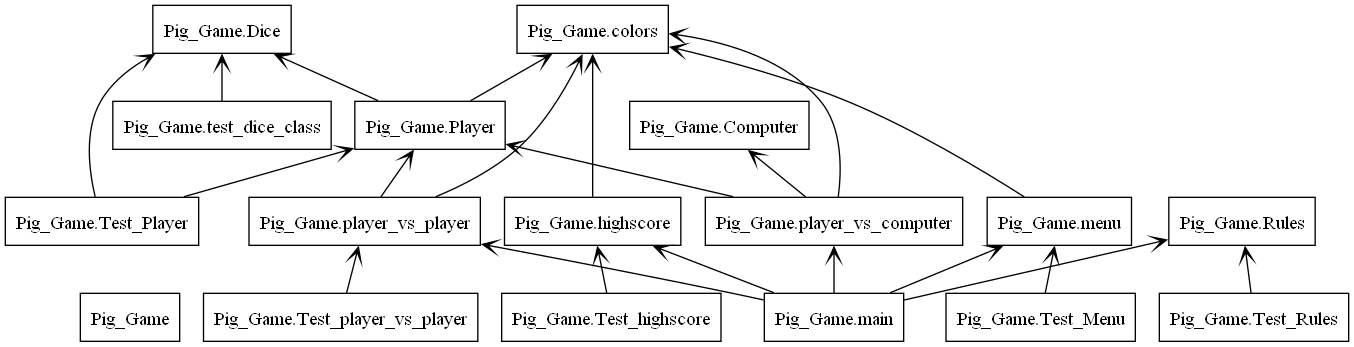 Pig_Game.Dice
Pig_Game.colors
Pig_Game.test_dice_class
Pig_Game.Player
Pig_Game.Computer
Pig_Game.Test_Player
Pig_Game.player_vs_player
Pig_Game.highscore
Pig_Game.player_vs_computer
Pig_Game.menu
Pig_Game.Rules
Pig_Game
Pig_Game.Test_player_vs_player
Pig_Game.Test_highscore
Pig_Game.main
Pig_Game.Test_Menu
Pig_Game.Test_Rules